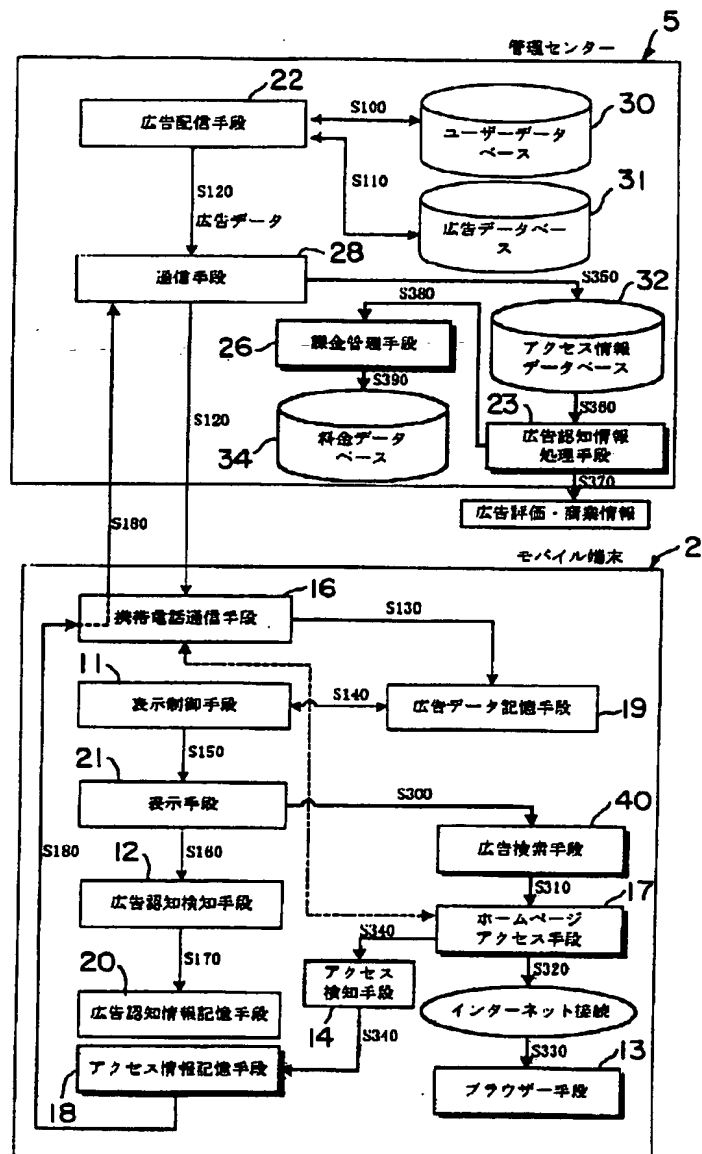 管理センター
5
22
広告配信手段
S100
ユーザーデータ
ベース
30
S110
S120
広告データ
広告データベー
ス
31
28
通信手段
S350
S380
32
アクセス情報
データベース
26
課金管理手段
S390
S360
23
広告認知情報
処理手段
34
料金データ
ベース
S120
S370
広告評価・商業情報
S180
モバイル端末
2
16
携帯電話通信手段
S130
11
表示制御手段
S140
広告データ記憶手段
19
S150
21
表示手段
S300
40
広告検索手段
S180
12
S160
広告認知検知手段
S310
17
ホームページ
アクセス手段
S340
S170
アクセス
検知手段
S320
20
広告認知情報記憶手段
14
インターネット接続
S340
S330
13
アクセス情報記憶手段
18
ブラウザー手段